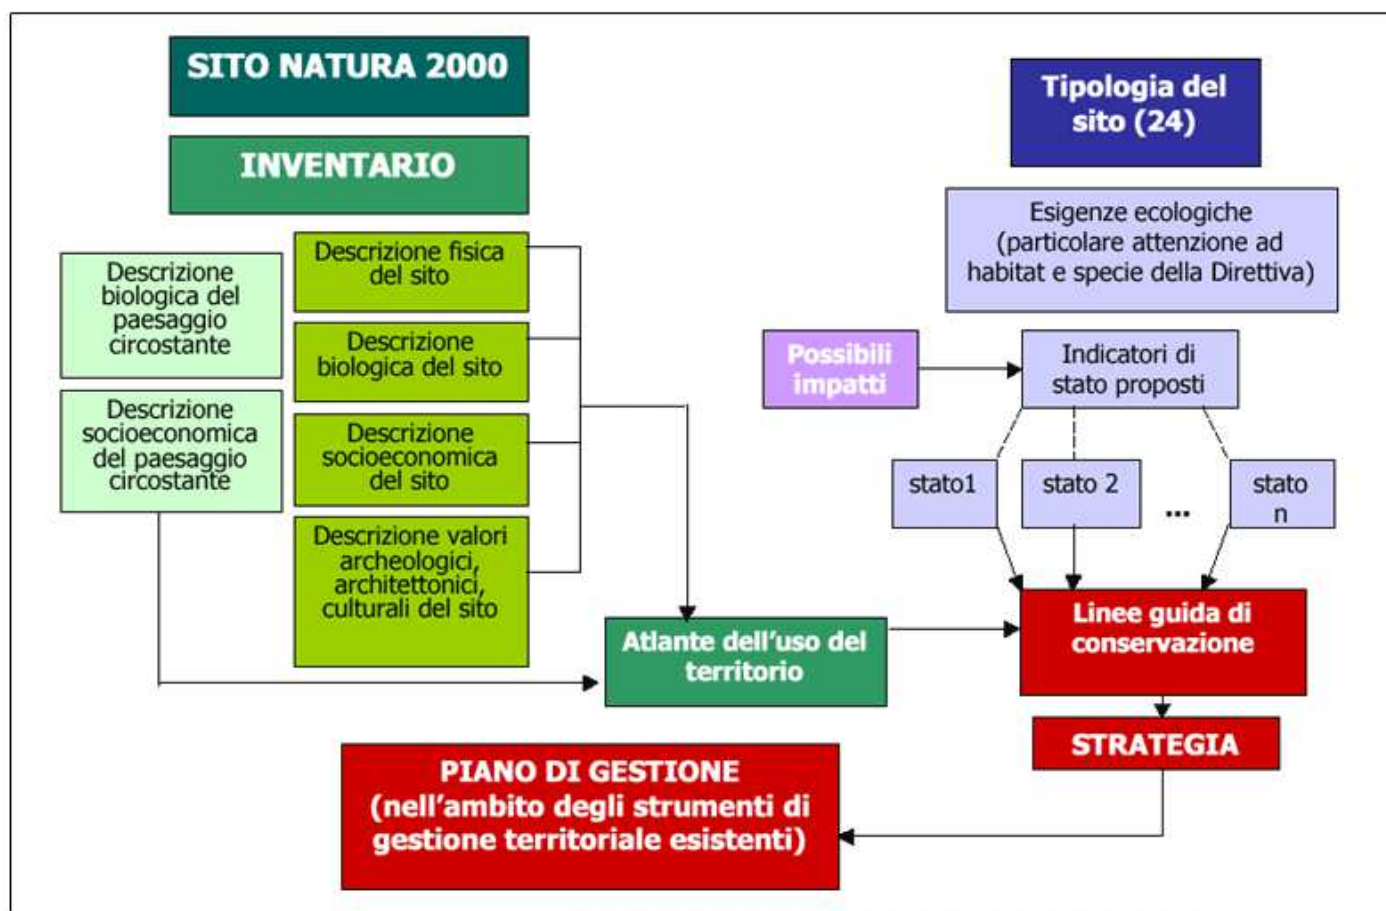 SITO NATURA 2000
INVENTARIO
Descrizione
biologica del
paesaggio
circostante
Descrizione
socioeconomica
del paesaggio
circostante
Descrizione fisica
del sito
Descrizione
biologica del sito
Descrizione
socioeconomica
del sito
Descrizione valori
archeologici,
architettonici,
culturali del sito
Tipologia del
sito (24)
Esigenze ecologiche
(particolare attenzione ad
habitat e specie della Direttiva)
Possibili
impatti
Indicatori di
stato proposti
stato1
stato 2
...
stato
n
Atlante dell'uso del
territorio
Linee guida di
conservazione
STRATEGIA
PIANO DI GESTIONE
(nell'ambito degli strumenti di
gestione territoriale esistenti)